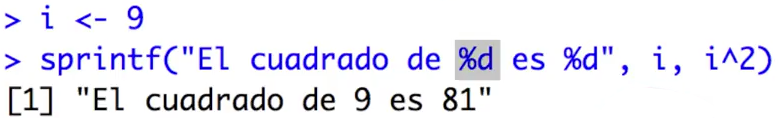 > i <- 9
> sprintf("El cuadrado de %d es %d", i, i^2)
[1] "El cuadrado de 9 es 81"